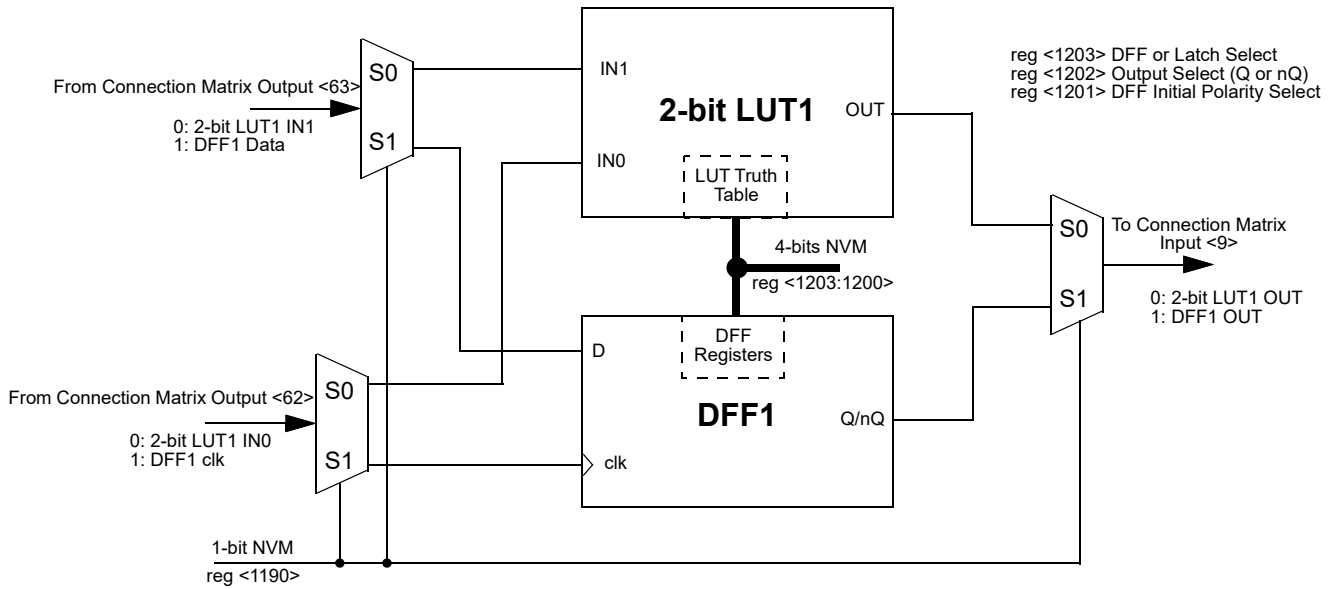 reg <1203> DFF or Latch Select
reg <1202> Output Select (Q or nQ)
reg <1201> DFF Initial Polarity Select
From Connection Matrix Output <63>
0: 2-bit LUT1 IN1
1: DFF1 Data
S0
S1
IN1
IN0
2-bit LUT1
OUT
LUT Truth
Table
4-bits NVM
reg <1203:1200>
S0
S1
To Connection Matrix
Input <9>
0: 2-bit LUT1 OUT
1: DFF1 OUT
DFF
Registers
D
DFF1
Q/nQ
clk
From Connection Matrix Output <62>
0: 2-bit LUT1 IN0
1: DFF1 clk
S0
S1
1-bit NVM
reg <1190>